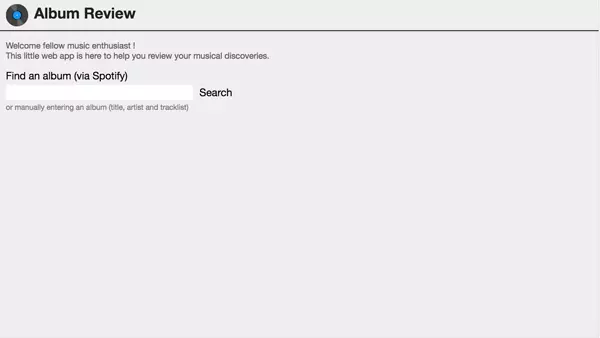 Album Review
Welcome fellow music enthusiast !
This little web app is here to help you review your musical discoveries.
Find an album (via Spotify)
Search
or manually entering an album (title, artist and tracklist)